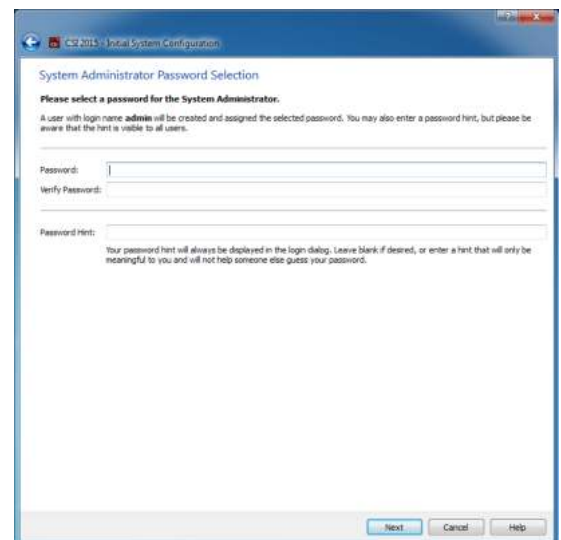 CSI 2015 - Initial System Configuration
System Administrator Password Selection
Please select a password for the System Administrator.
A user with login name admin will be created and assigned the selected password. You may also enter a password hint, but please be
aware that the hint is visible to all users.
Password:
Verify Password:
Password Hint:
Your password hint will always be displayed in the login dialog. Leave blank if desired, or enter a hint that will only be
meaningful to you and will not help someone else guess your password.
Next Cancel Help